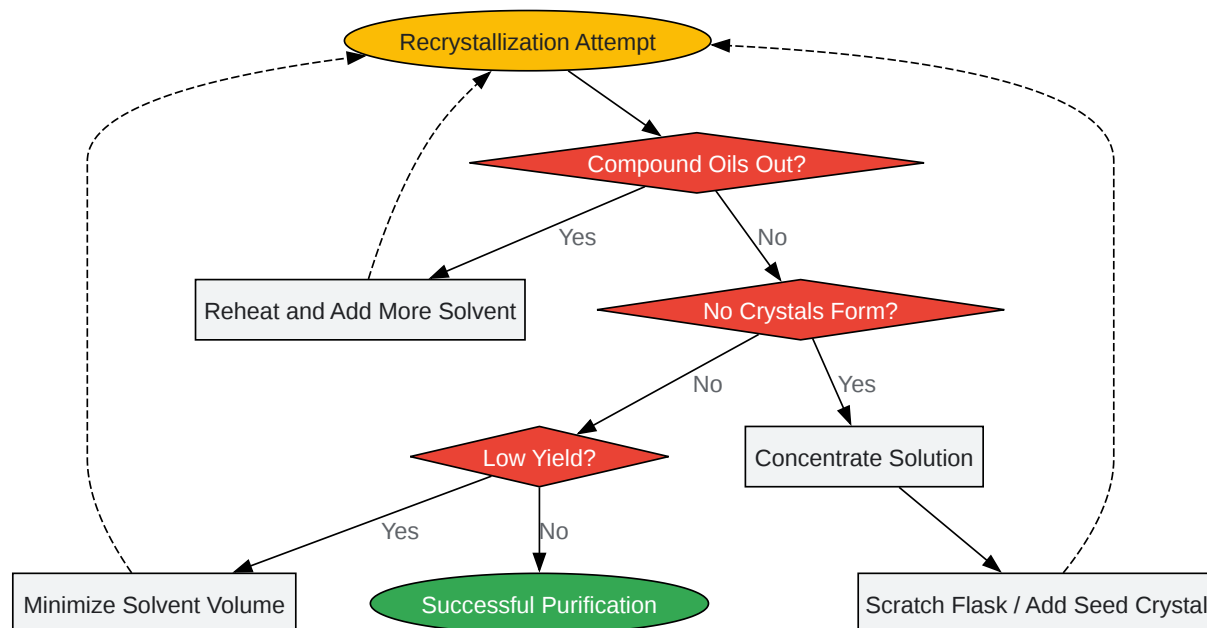 Recrystallization Attempt
Compound Oils Out?
Yes
No
Reheat and Add More Solvent
No Crystals Form?
No
Yes
Low Yield?
Concentrate Solution
Yes
No
Minimize Solvent Volume
Successful Purification
Scratch Flask / Add Seed Crystal